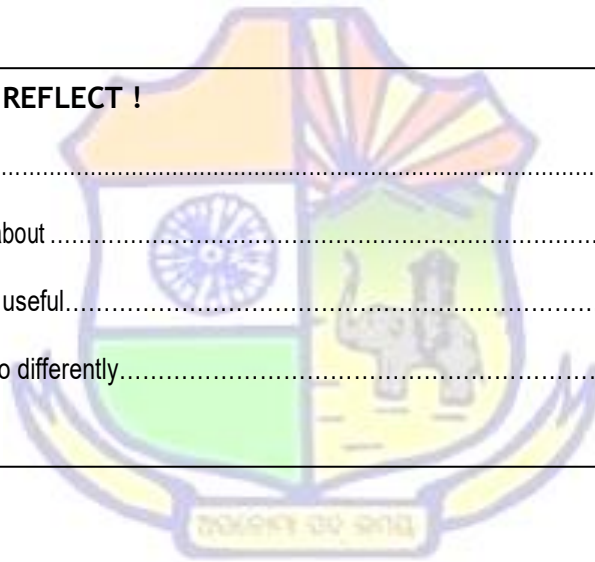 REFLECT !
..........................................................................................
about ..........................................................................................
useful..........................................................................................
o differently..........................................................................................